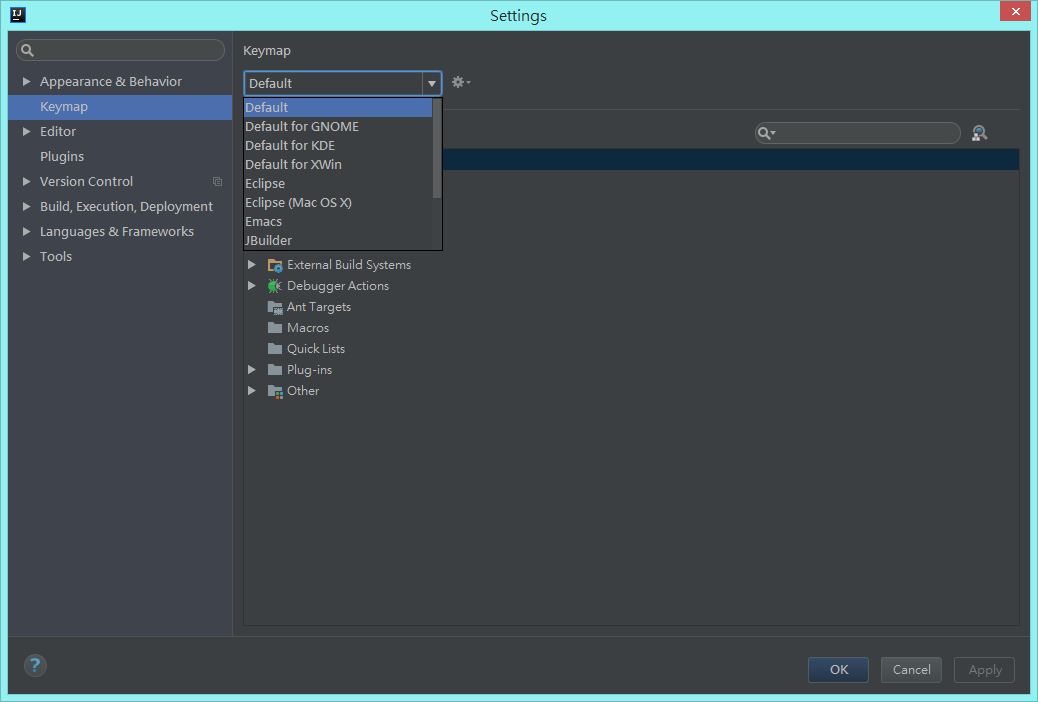 IJ
Settings
Appearance & Behavior
Keymap
Editor
Plugins
Version Control
Build, Execution, Deployment
Languages & Frameworks
Tools
Keymap
Default
Default
Default for GNOME
Default for KDE
Default for XWin
Eclipse
Eclipse (Mac OS X)
Emacs
JBuilder
External Build Systems
Debugger Actions
Ant Targets
Macros
Quick Lists
Plug-ins
Other
?
OK
Cancel
Apply